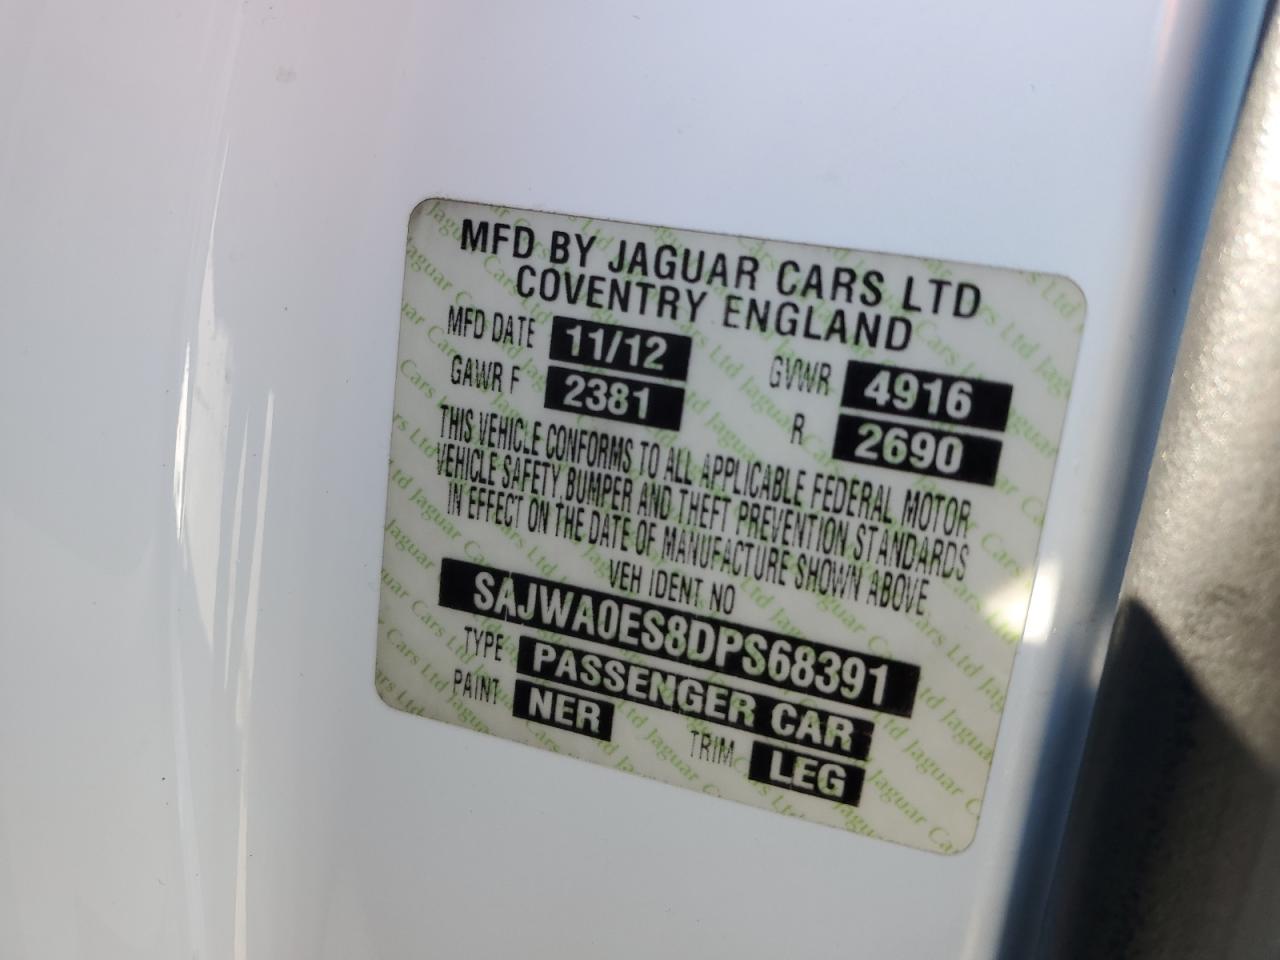 MFD BY JAGUAR CARS LTD
COVENTRY ENGLAND
MFD DATE 11/12 GVWR 4916
GAWR F 2381 R 2690
THIS VEHICLE CONFORMS TO ALL APPLICABLE FEDERAL MOTOR
VEHICLE SAFETY, BUMPER AND THEFT PREVENTION STANDARDS
IN EFFECT ON THE DATE OF MANUFACTURE SHOWN ABOVE
VEH IDENT NO
SAJWA0ES8DPS68391
TYPE PASSENGER CAR
PAINT NER TRIM LEG